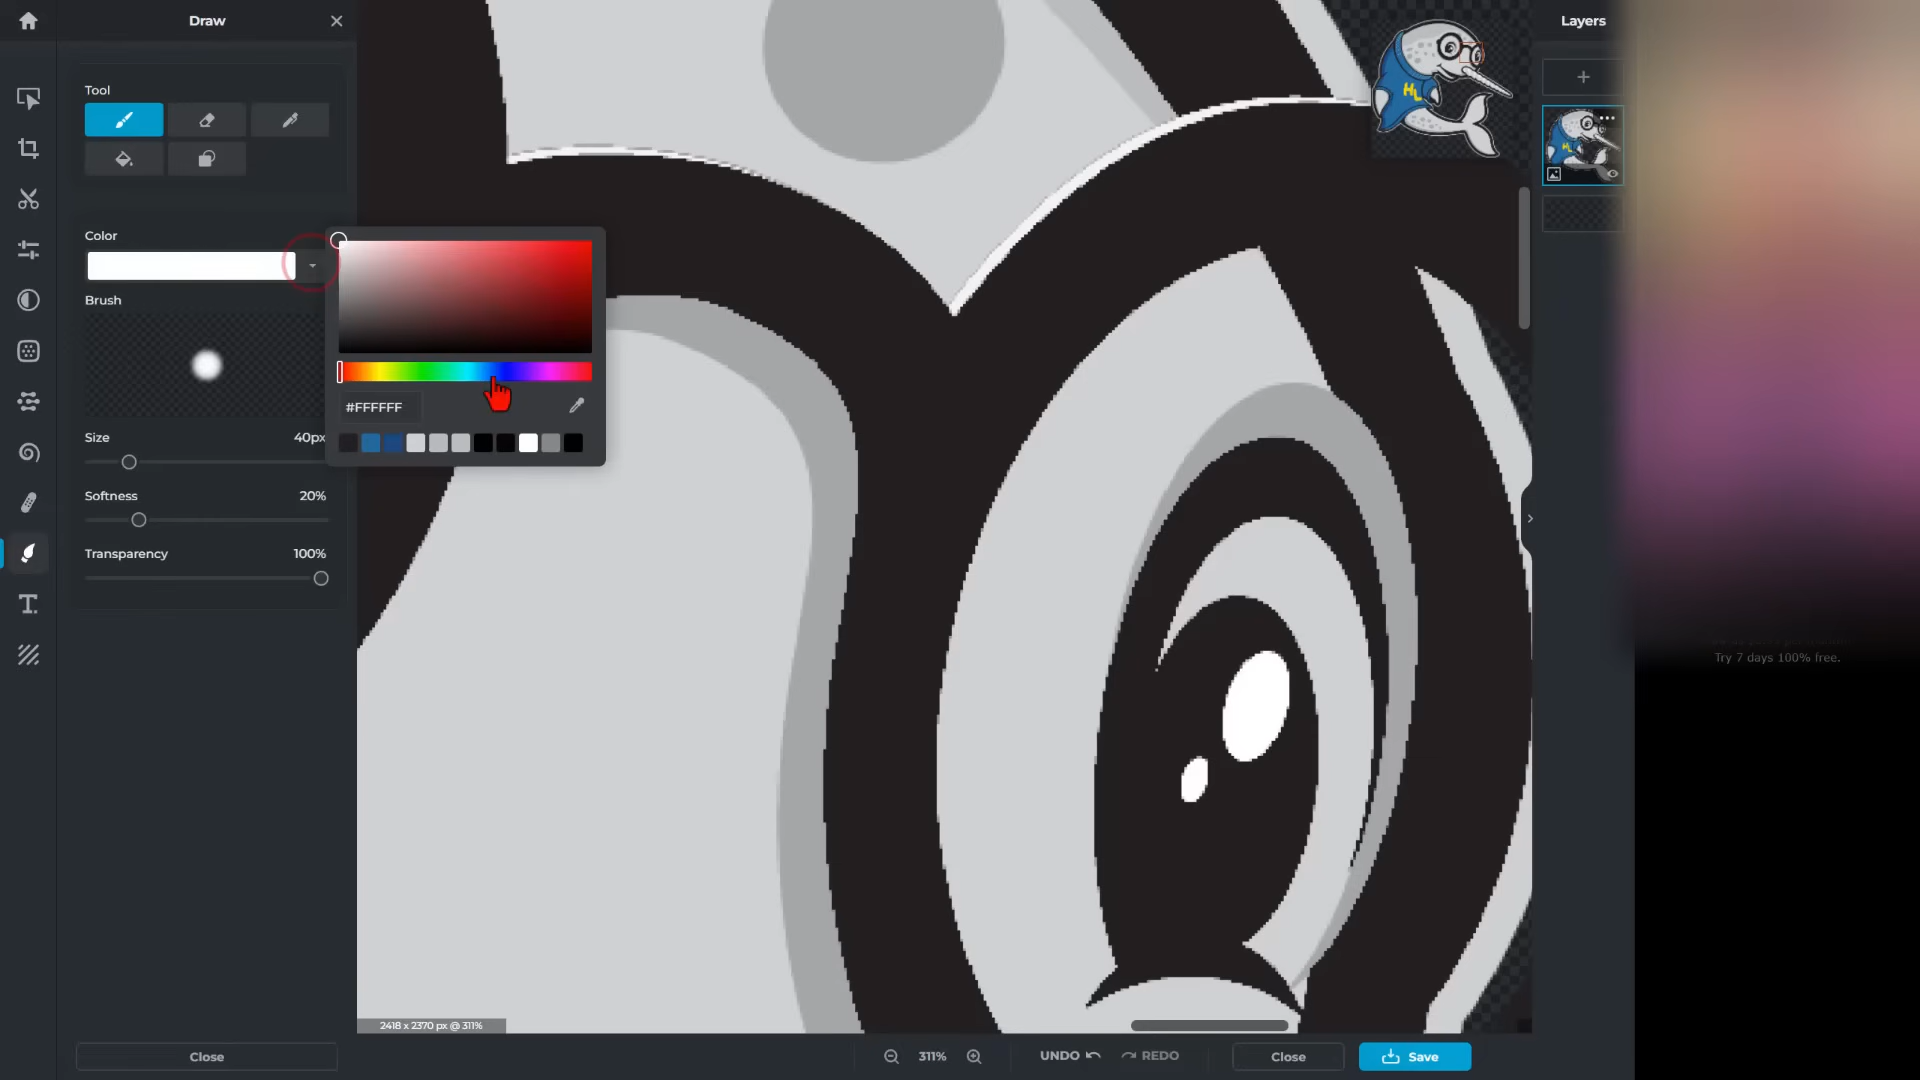 Draw
Layers
Tool
Color
Brush
#FFFFFF
Size
40px
Softness
20%
Transparency
100%
HL
HL
Try 7 days 100% free.
2418 x 2370 px @ 311%
Close
311%
UNDO
REDO
Close
Save